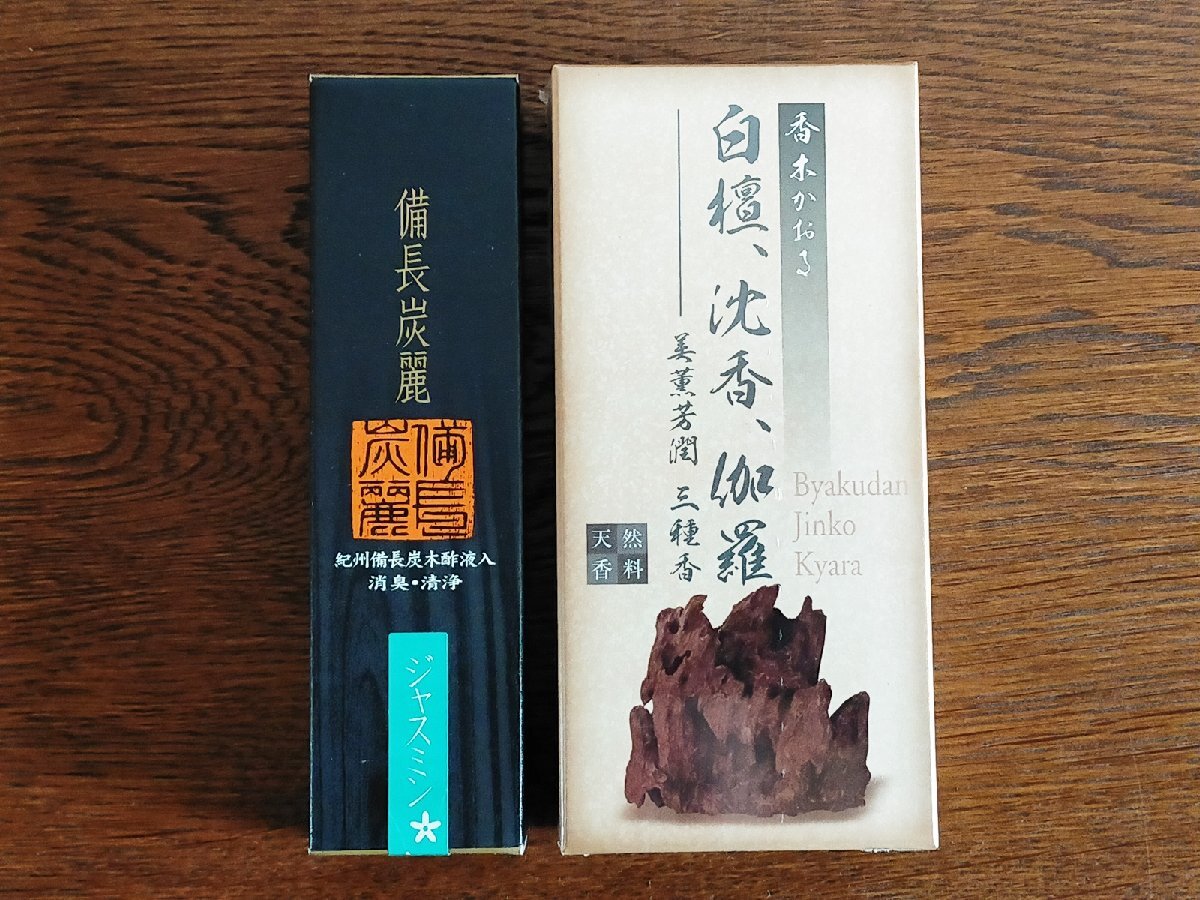 備長炭麗
備長炭麗
紀州備長炭木酢液入
消臭・清浄
ジャスミン
香木かおる
白檀、沈香、伽羅
美薫芳潤 三種香
天然
香料
Byakudan
Jinko
Kyara